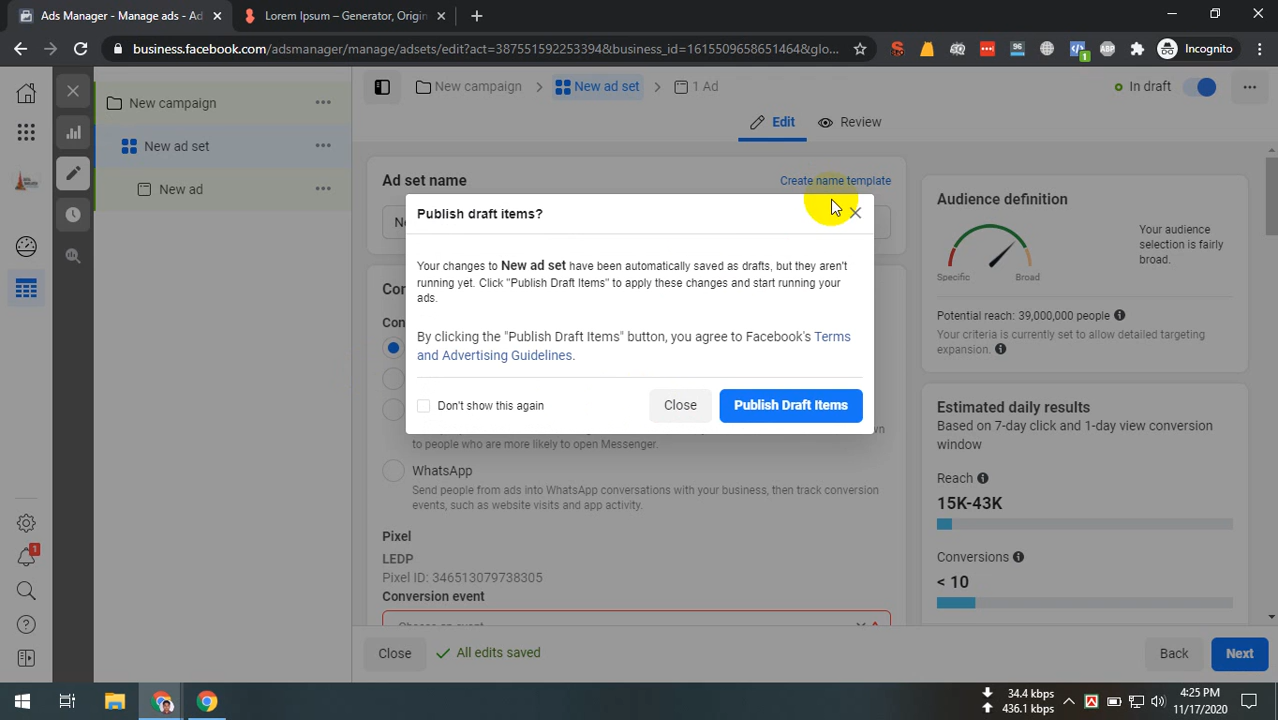 Ads Manager - Manage ads - Ad
Lorem Ipsum – Generator, Origin
business.facebook.com/adsmanager/manage/adsets/edit?act=387551592253394&business_id=1615509658651464&glo...
96
1
ABP
Incognito
New campaign
New ad set
New ad
New campaign
New ad set
1 Ad
In draft
Edit
Review
Ad set name
Create name template
Publish draft items?
Your changes to New ad set have been automatically saved as drafts, but they aren't
running yet. Click "Publish Draft Items" to apply these changes and start running your
ads.
By clicking the "Publish Draft Items" button, you agree to Facebook's Terms
and Advertising Guidelines.
Don't show this again
Close
Publish Draft Items
to people who are more likely to open Messenger.
WhatsApp
Send people from ads into WhatsApp conversations with your business, then track conversion
events, such as website visits and app activity.
Pixel
LEDP
Pixel ID: 346513079738305
Conversion event
Close
All edits saved
Back
Next
Audience definition
Your audience
selection is fairly
broad.
Specific
Broad
Potential reach: 39,000,000 people
Your criteria is currently set to allow detailed targeting
expansion.
Estimated daily results
Based on 7-day click and 1-day view conversion
window
Reach
15K-43K
Conversions
< 10
1
34.4 kbps
436.1 kbps
4:25 PM
11/17/2020